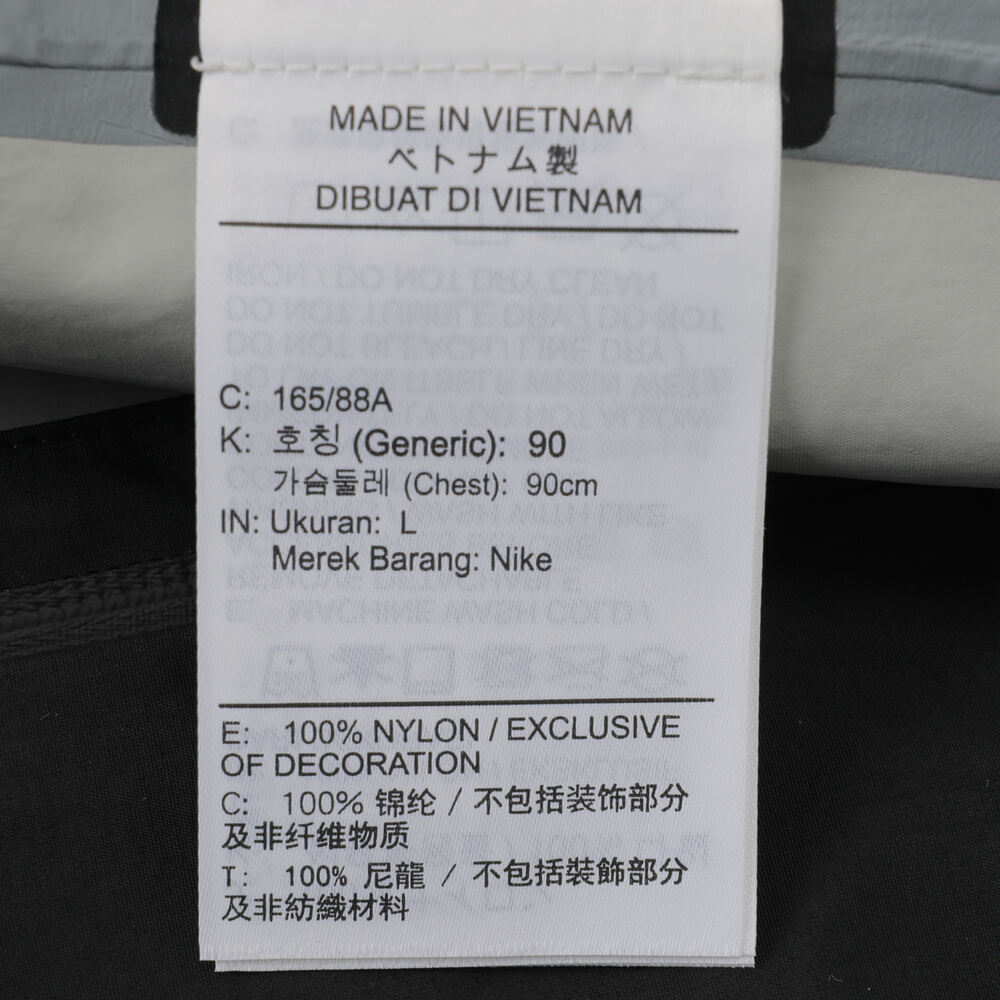 MADE IN VIETNAM
ベトナム製
DIBUAT DI VIETNAM
C: 165/88A
K: 호칭 (Generic): 90
가슴둘레 (Chest): 90cm
IN: Ukuran: L
Merek Barang: Nike
E: 100% NYLON / EXCLUSIVE
OF DECORATION
C: 100% 锦纶 / 不包括装饰部分
及非纤维物质
T: 100% 尼龍 / 不包括裝飾部分
及非紡織材料